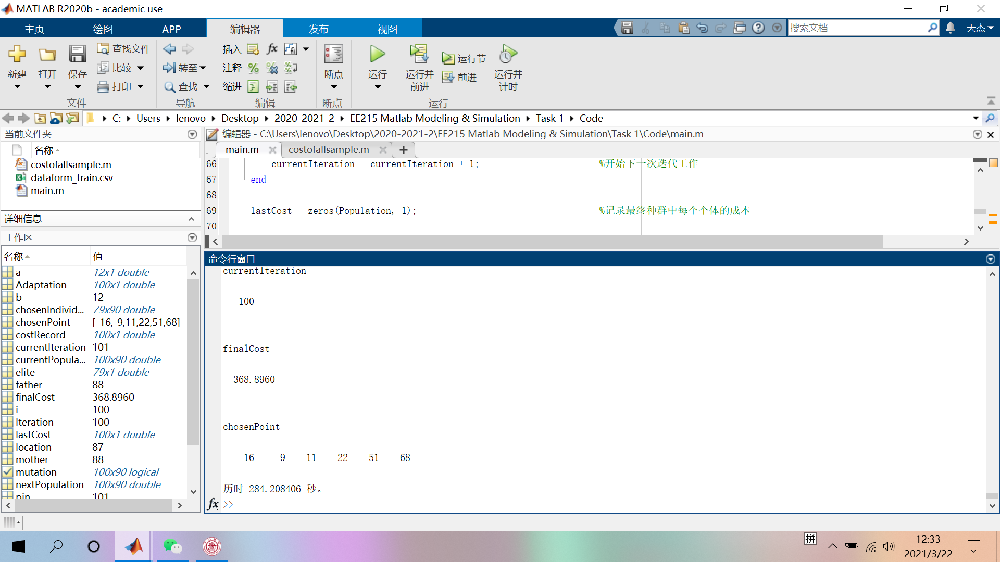 MATLAB R2020b - academic use
主页 绘图 APP 编辑器 发布 视图
搜索文档
天杰
新建
打开
保存
查找文件
比较
打印
文件
转至
查找
导航
插入 fx
注释
缩进
编辑
断点
断点
运行
运行并
前进
运行节
前进
运行并
计时
运行
C: Users lenovo Desktop 2020-2021-2 EE215 Matlab Modeling & Simulation Task 1 Code
当前文件夹
名称
costofallsample.m
dataform_train.csv
main.m
详细信息
工作区
名称 值
a 12x1 double
Adaptation 100x1 double
b 12
chosenIndivid... 79x90 double
chosenPoint [-16,-9,11,22,51,68]
costRecord 100x1 double
currentIteration 101
currentPopula... 100x90 double
elite 79x1 double
father 88
finalCost 368.8960
i 100
Iteration 100
lastCost 100x1 double
location 87
mother 88
mutation 100x90 logical
nextPopulation 100x90 double
pin 101
编辑器 - C:\Users\lenovo\Desktop\2020-2021-2\EE215 Matlab Modeling & Simulation\Task 1\Code\main.m
main.m costofallsample.m
66 currentIteration = currentIteration + 1; %开始下一次迭代工作
67 end
68
69 lastCost = zeros(Population, 1); %记录最终种群中每个个体的成本
70
命令行窗口
currentIteration =
100
finalCost =
368.8960
chosenPoint =
-16 -9 11 22 51 68
历时 284.208406 秒。
fx >>
拼
12:33
2021/3/22